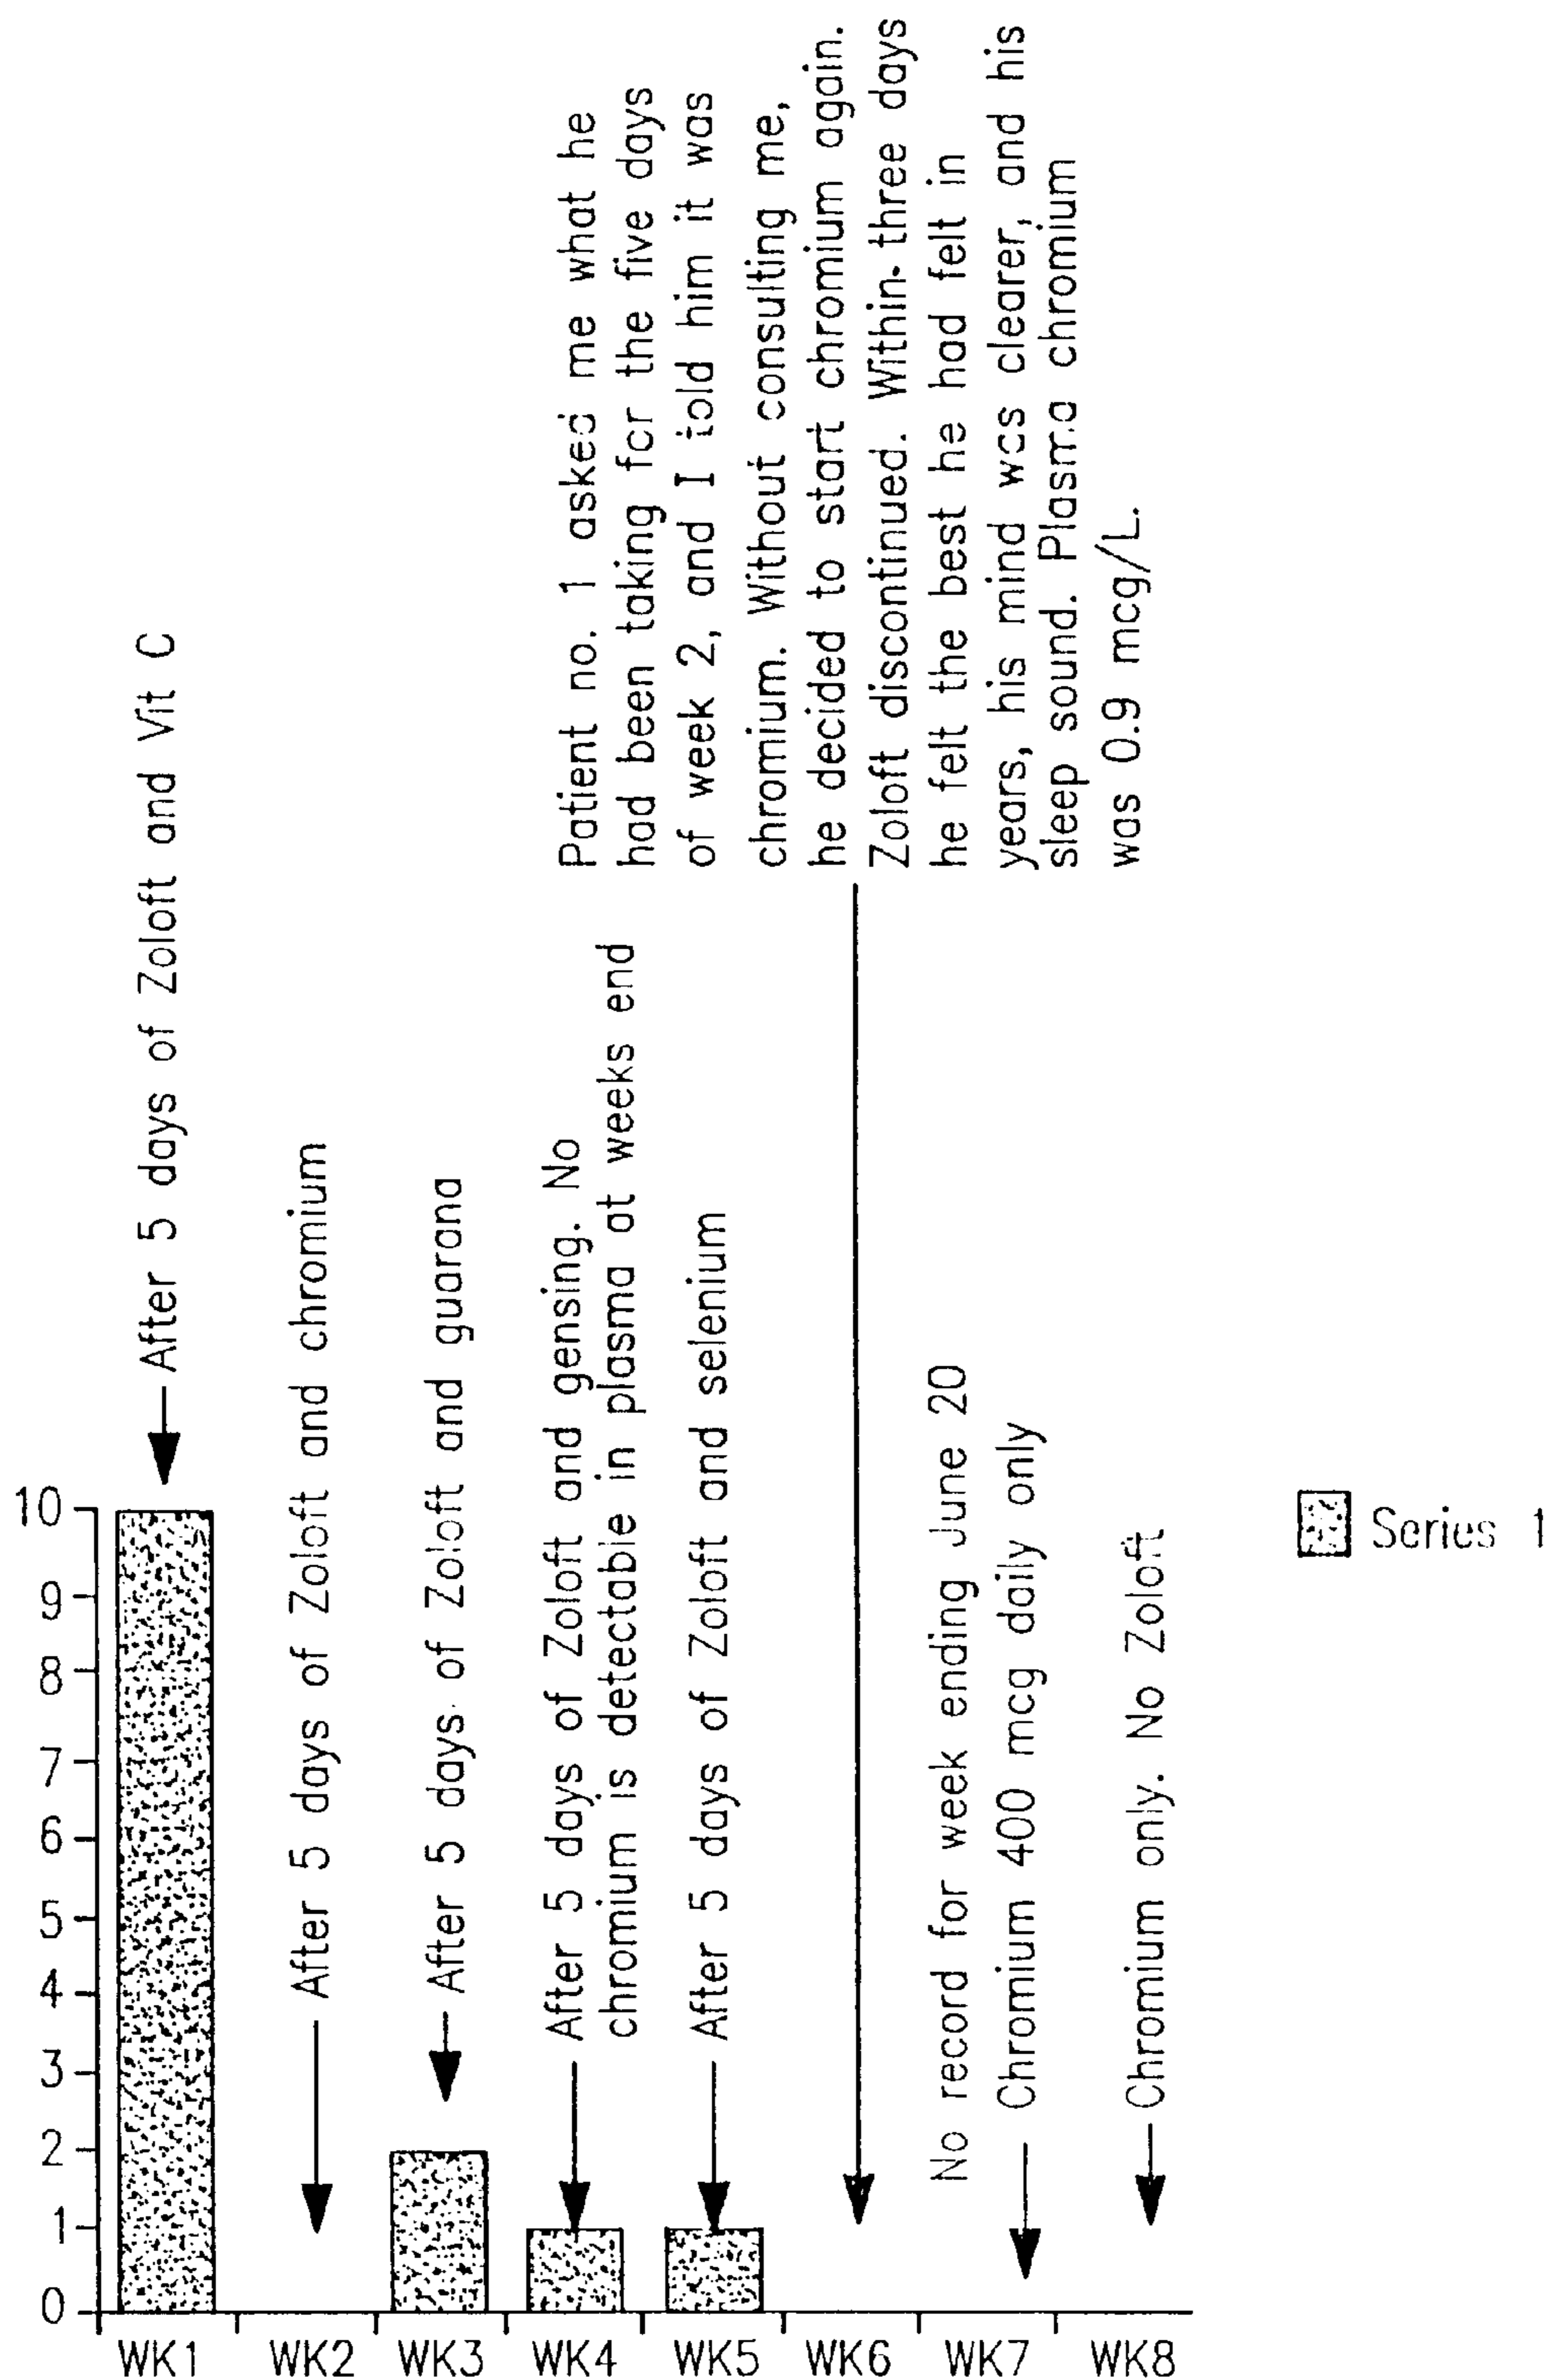 After 5 days of Zoloft and Vit C
After 5 days of Zoloft and chromium
After 5 days of Zoloft and guarana
After 5 days of Zoloft and gensing. No
chromium is detectable in plasma at weeks end
After 5 days of Zoloft and selenium
Patient no. 1 asked me what he
had been taking for the five days
of week 2, and I told him it was
chromium. Without consulting me,
he decided to start chromium again.
Zoloft discontinued. Within three days
he felt the best he had felt in
years, his mind was clearer, and his
sleep sound. Plasma chromium
was 0.9 mcg/L.
No record for week ending June 20
Chromium 400 mcg daily only
Chromium only. No Zoloft
10
9
8
7
6
5
4
3
2
1
0
WK1 WK2 WK3 WK4 WK5 WK6 WK7 WK8
Series 1